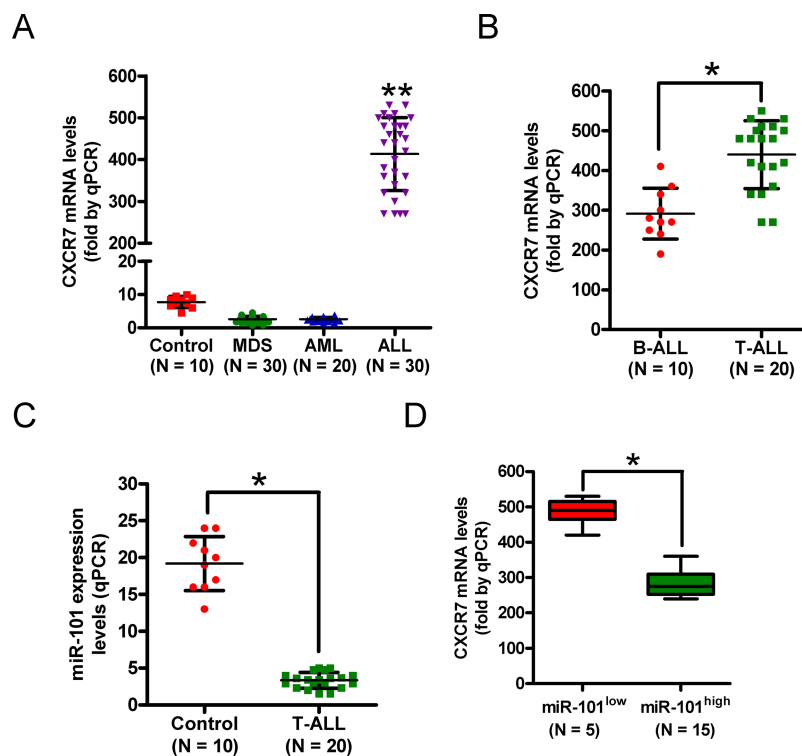 A
CXCR7 mRNA levels
(fold by qPCR)
600
500
400
300
200
20
10
0
**
Control
MDS
AML
ALL
(N = 10)
(N = 30)
(N = 20)
(N = 30)
B
CXCR7 mRNA levels
(fold by qPCR)
600
500
400
300
200
100
0
*
B-ALL
T-ALL
(N = 10)
(N = 20)
C
miR-101 expression
levels (qPCR)
30
25
20
15
10
5
0
*
Control
T-ALL
(N = 10)
(N = 20)
D
CXCR7 mRNA levels
(fold by qPCR)
600
500
400
300
200
100
0
*
miR-101low
miR-101high
(N = 5)
(N = 15)